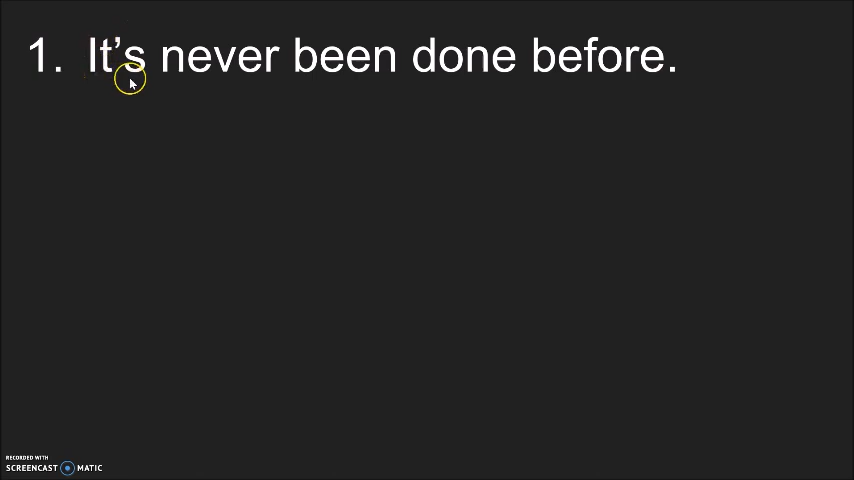 1. It’s never been done before.
RECORDED WITH
SCREENCAST MATIC